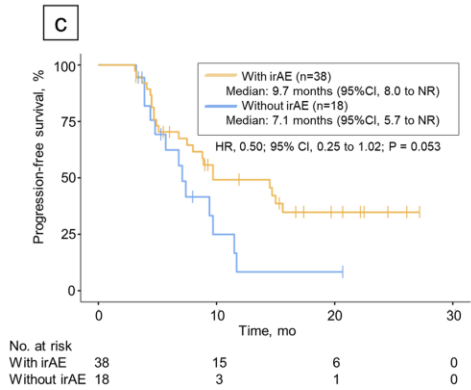 c
Progression-free survival, %
100
75
50
25
0
With irAE (n=38)
Median: 9.7 months (95%CI, 8.0 to NR)
Without irAE (n=18)
Median: 7.1 months (95%CI, 5.7 to NR)
HR, 0.50; 95% CI, 0.25 to 1.02; P = 0.053
0 10 20 30
Time, mo
No. at risk
With irAE 38 15 6 0
Without irAE 18 3 1 0